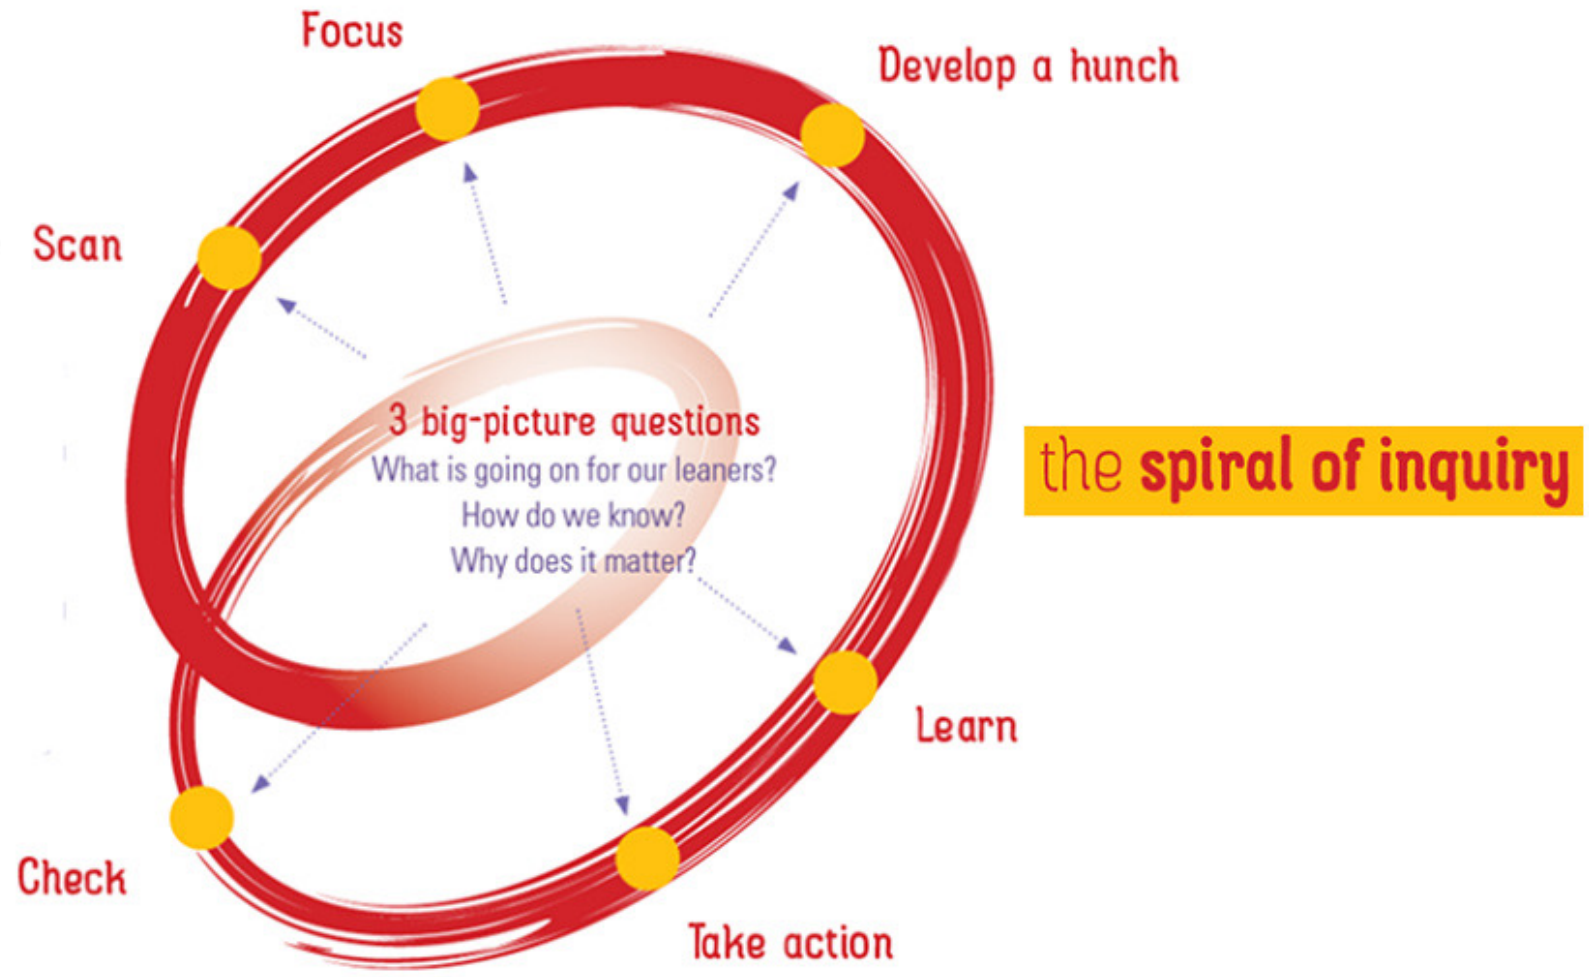 Focus
Develop a hunch
Scan
3 big-picture questions
What is going on for our leaners?
How do we know?
Why does it matter?
the spiral of inquiry
Learn
Check
Take action